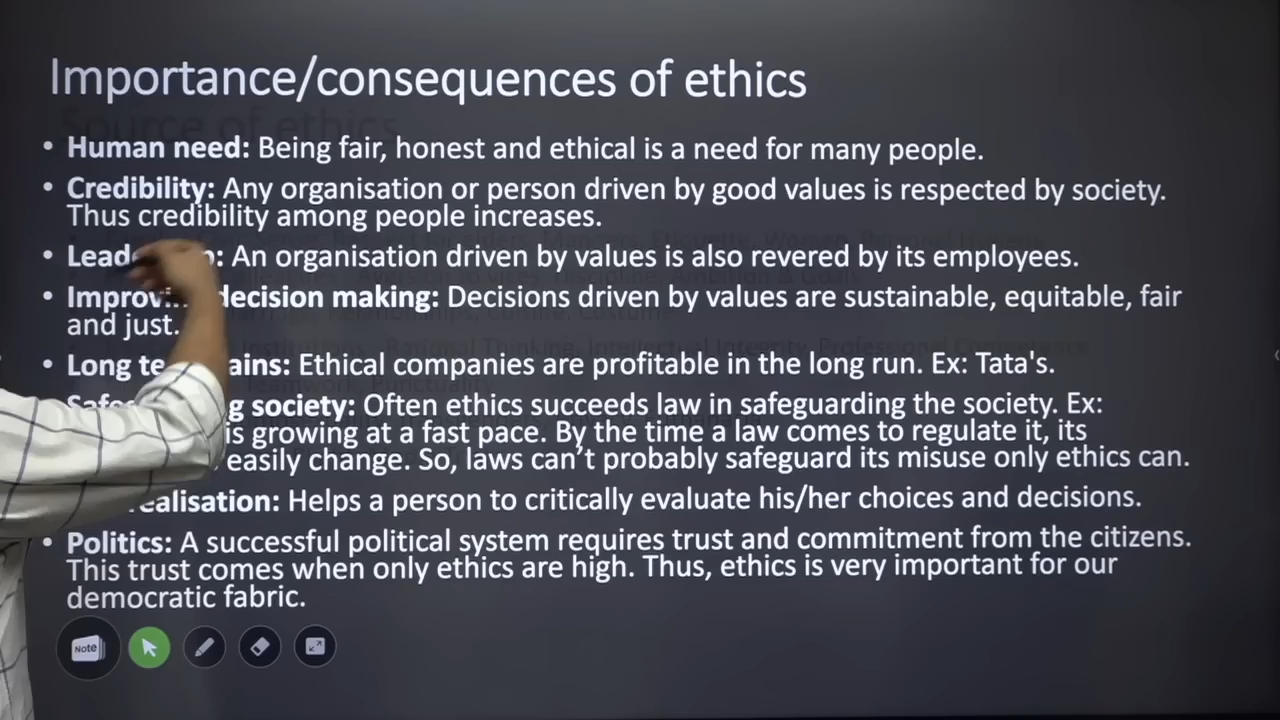 Importance/consequences of ethics
• Human need: Being fair, honest and ethical is a need for many people.
• Credibility: Any organisation or person driven by good values is respected by society.
Thus credibility among people increases.
• An organisation driven by values is also revered by its employees.
• decision making: Decisions driven by values are sustainable, equitable, fair
and just.
• Long Ethical companies are profitable in the long run. Ex: Tata's.
society: Often ethics succeeds law in safeguarding the society. Ex:
is growing at a fast pace. By the time a law comes to regulate it, its
easily change. So, laws can't probably safeguard its misuse only ethics can.
Helps a person to critically evaluate his/her choices and decisions.
• Politics: A successful political system requires trust and commitment from the citizens.
This trust comes when only ethics are high. Thus, ethics is very important for our
democratic fabric.
Note